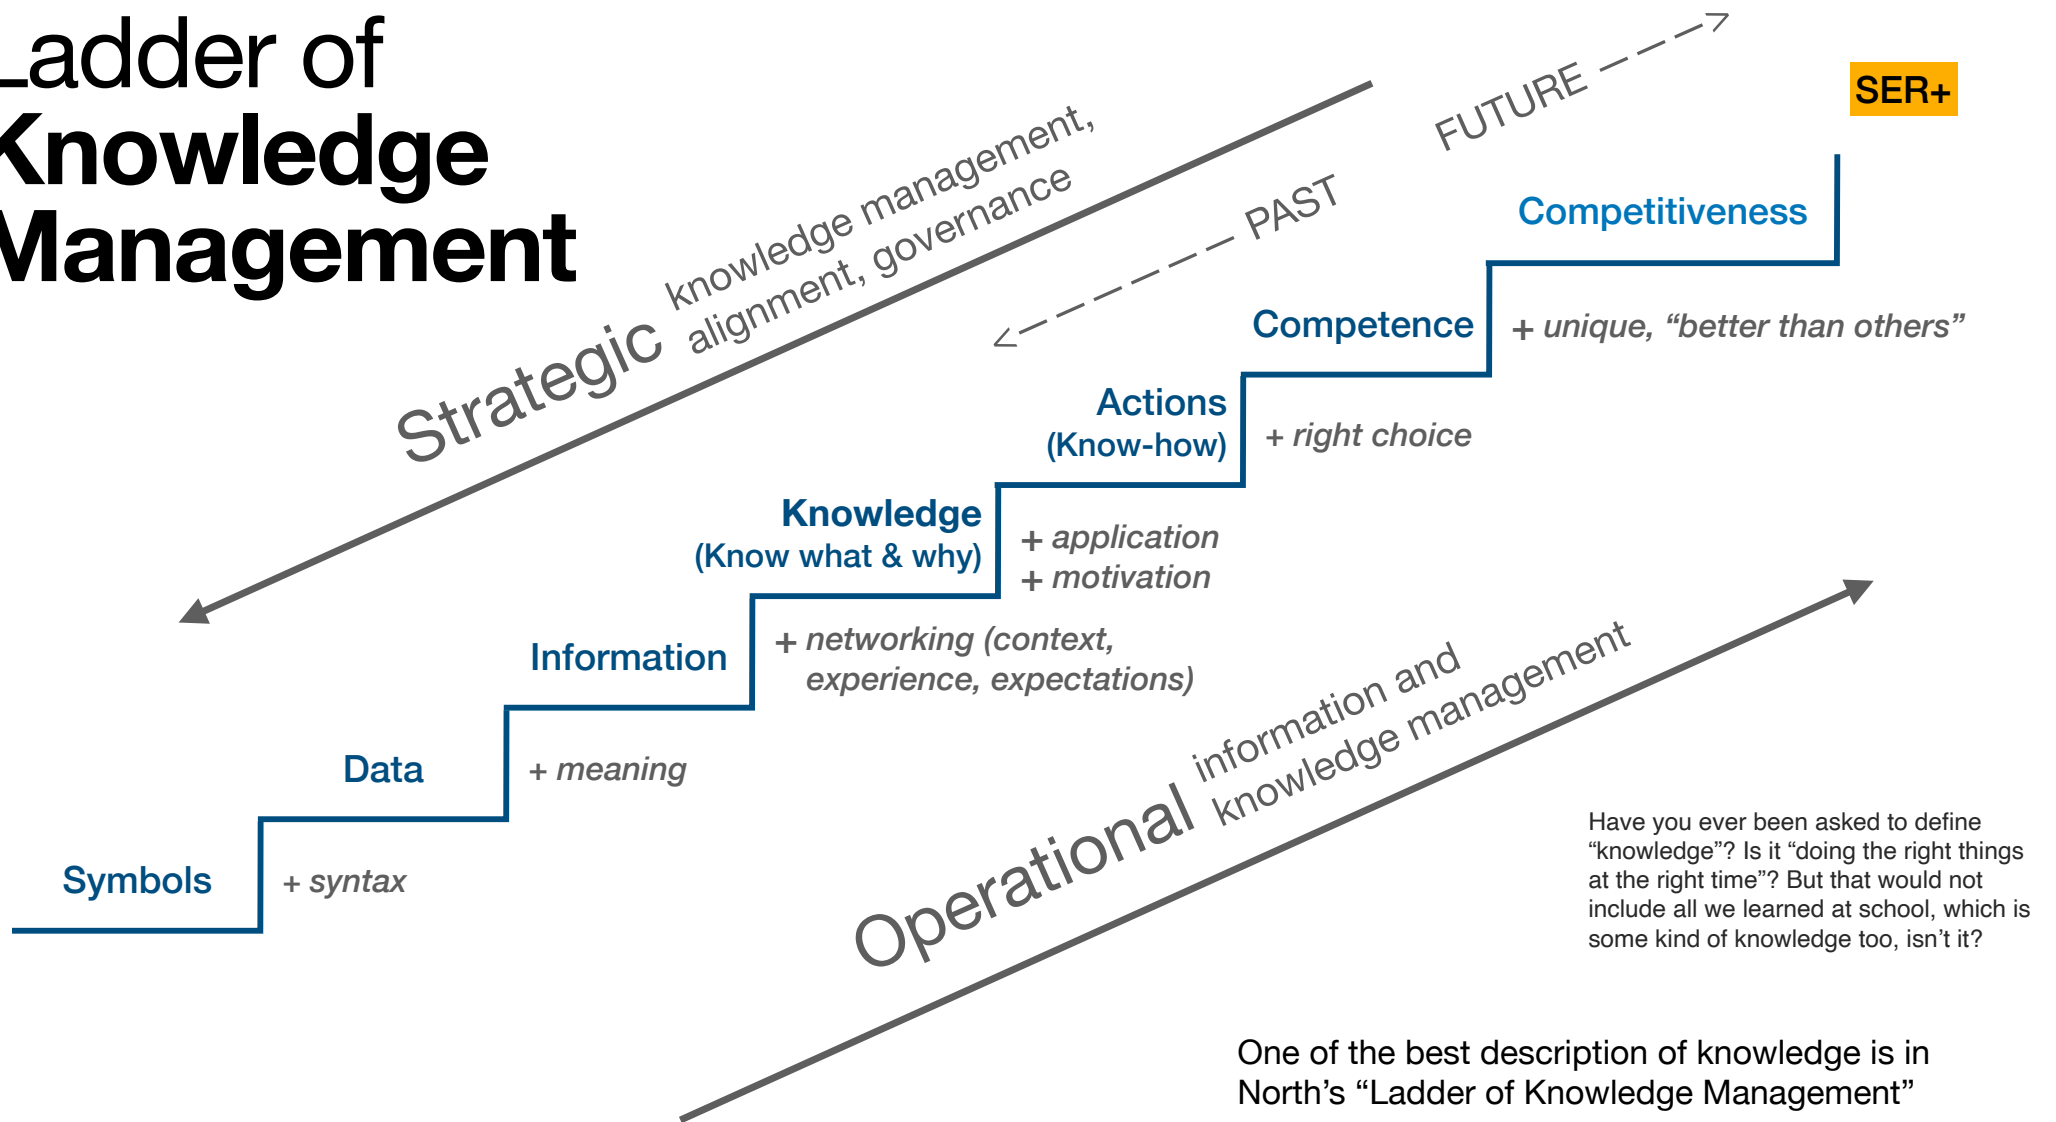 Ladder of
Knowledge
Management
SER+
FUTURE
PAST
Strategic
knowledge management,
alignment, governance
Competitiveness
+ unique, “better than others”
Competence
+ right choice
Actions
(Know-how)
+ application
+ motivation
Knowledge
(Know what & why)
+ networking (context,
experience, expectations)
Information
+ meaning
Data
+ syntax
Symbols
Operational
information and
knowledge management
Have you ever been asked to define
“knowledge”? Is it “doing the right things
at the right time”? But that would not
include all we learned at school, which is
some kind of knowledge too, isn’t it?
One of the best description of knowledge is in
North’s “Ladder of Knowledge Management”